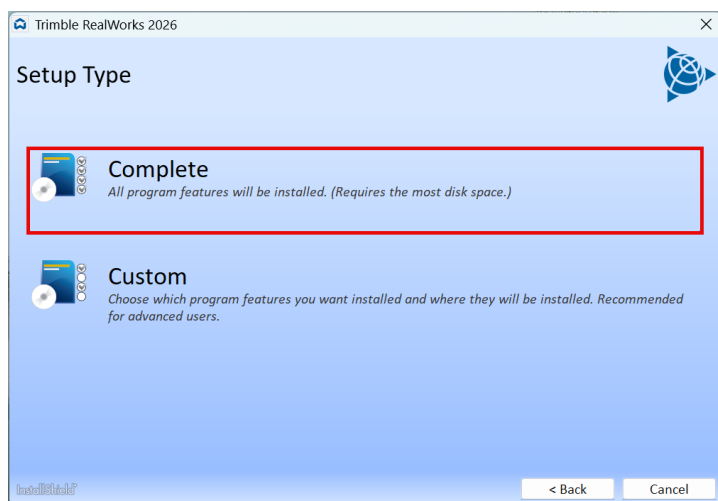 Trimble RealWorks 2026
Setup Type
Complete
All program features will be installed. (Requires the most disk space.)
Custom
Choose which program features you want installed and where they will be installed. Recommended
for advanced users.
InstallShield
< Back
Cancel